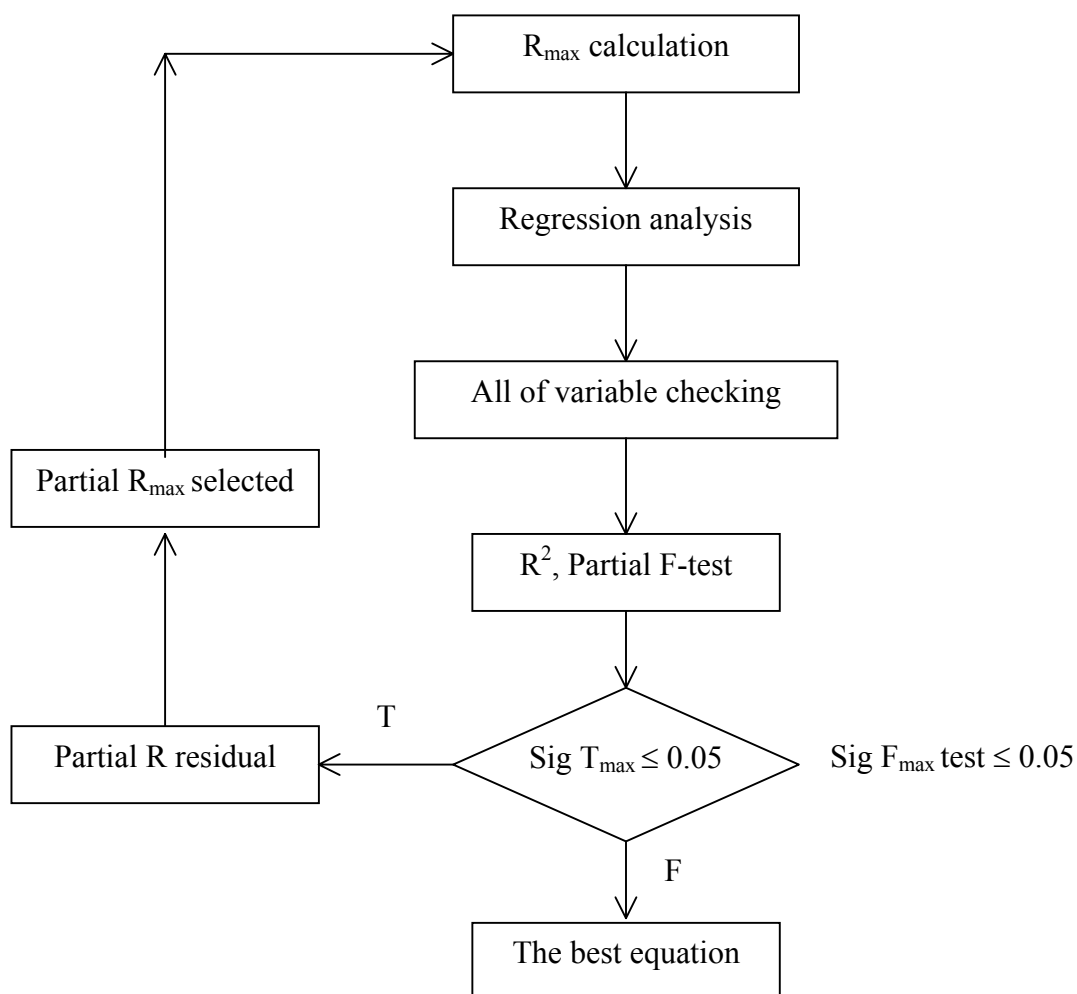 Rmax calculation
Regression analysis
All of variable checking
Partial Rmax selected
R², Partial F-test
T
Partial R residual
Sig Tmax ≤ 0.05
Sig Fmax test ≤ 0.05
F
The best equation